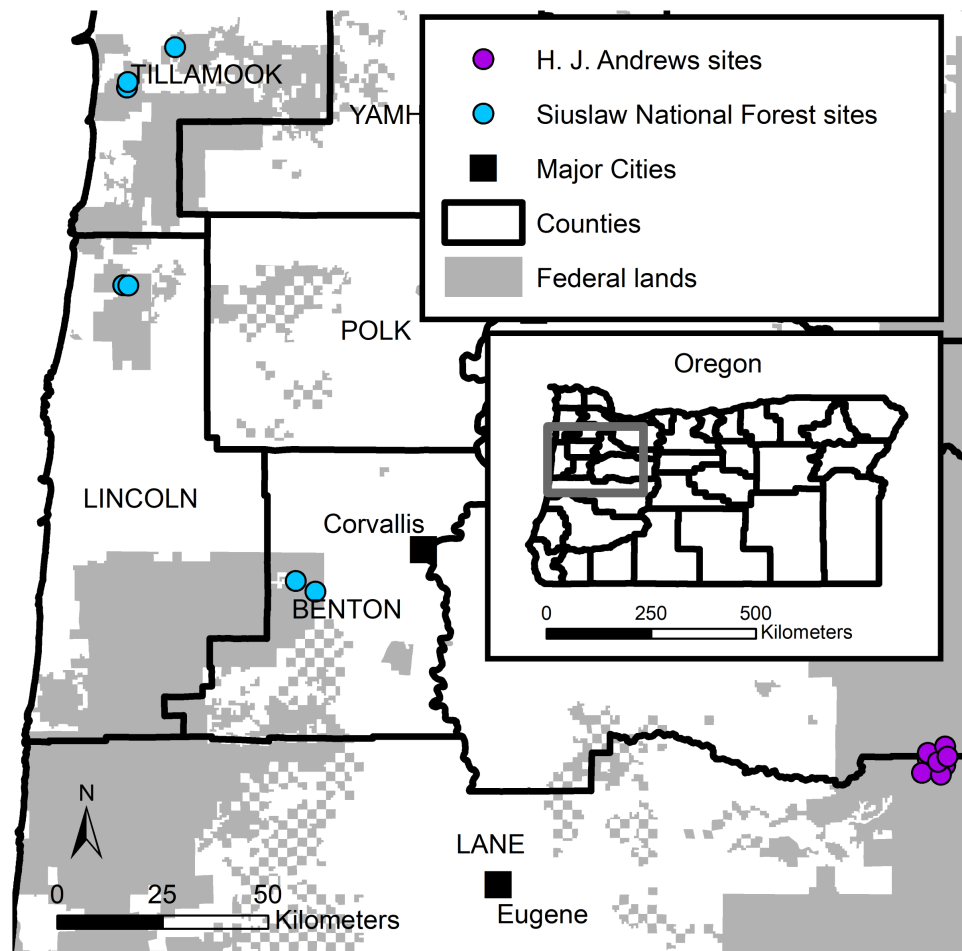 TILLAMOOK
YAMH
H. J. Andrews sites
Siuslaw National Forest sites
Major Cities
Counties
Federal lands
POLK
Oregon
0 250 500
Kilometers
LINCOLN
Corvallis
BENTON
N
LANE
Eugene
0 25 50
Kilometers